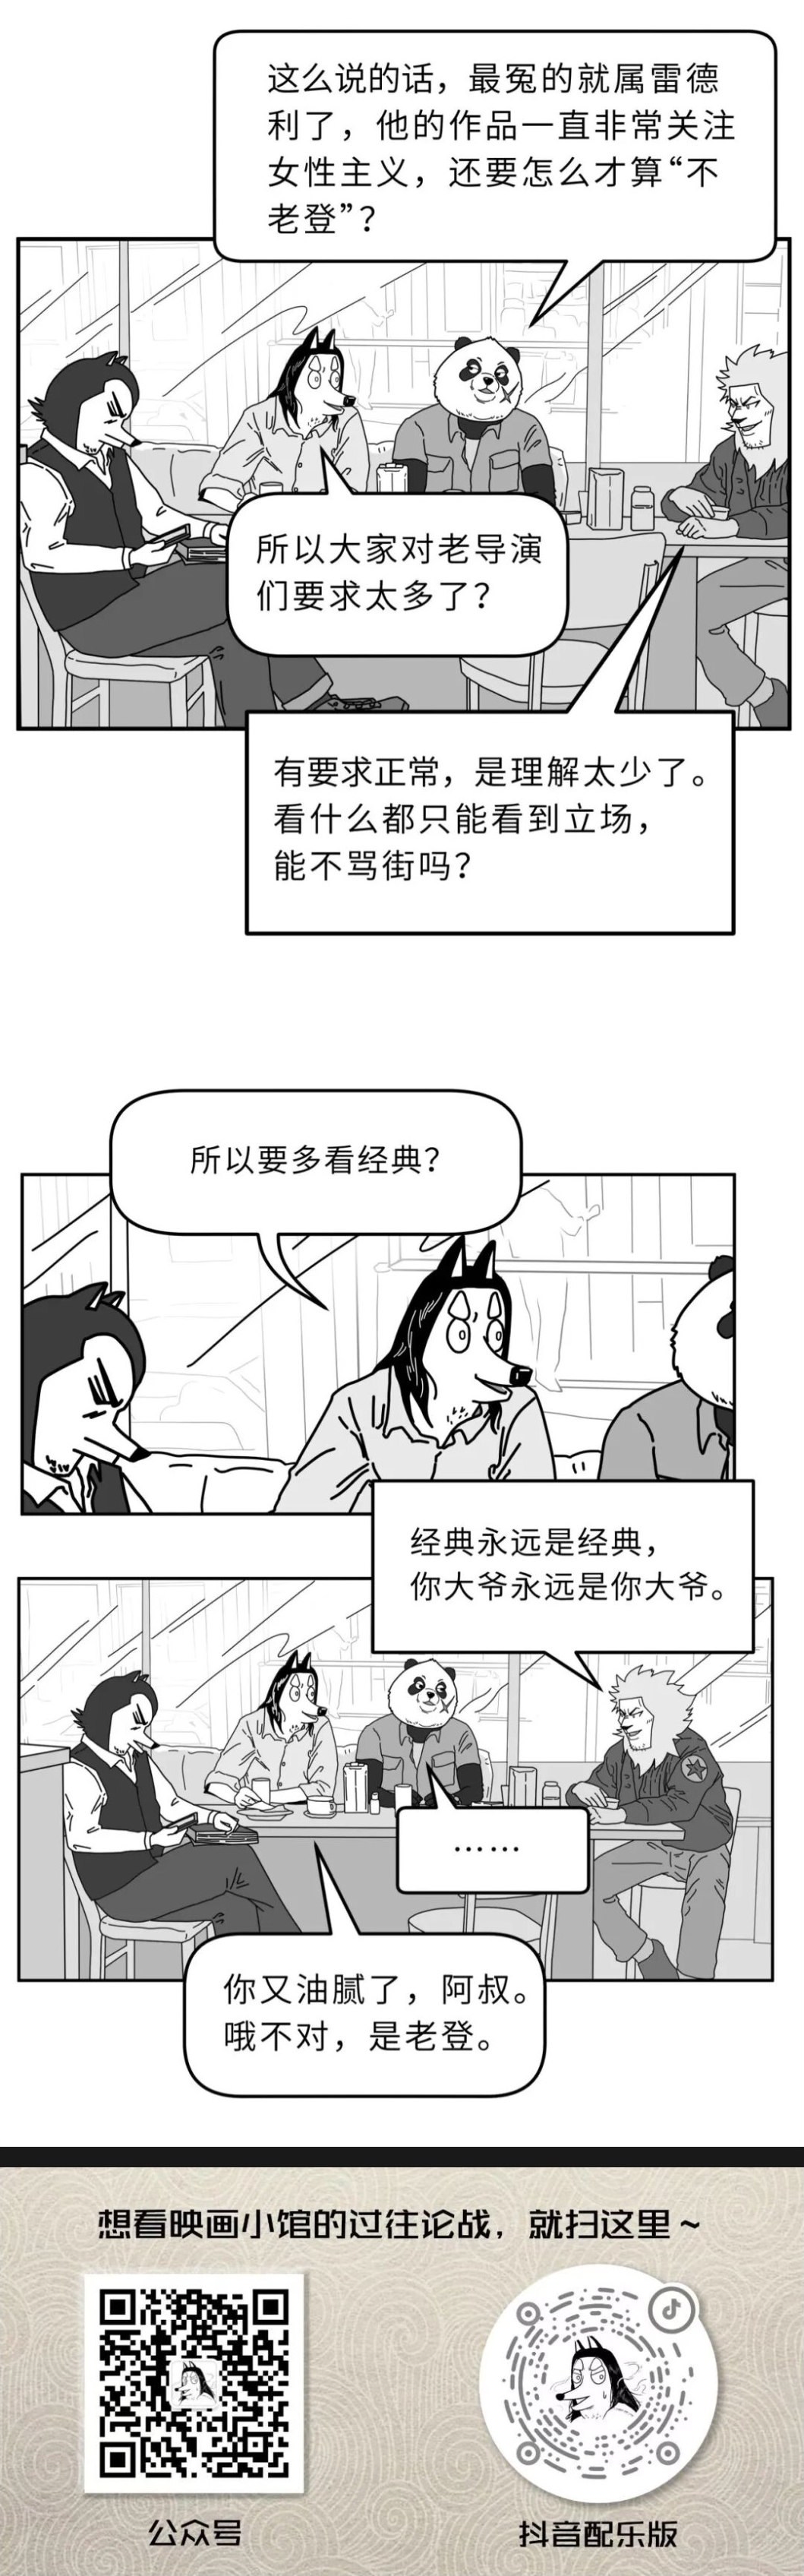 这么说的话，最冤的就属雷德
利了，他的作品一直非常关注
女性主义，还要怎么才算“不
老登”？
所以大家对老导演
们要求太多了？
有要求正常，是理解太少了。
看什么都只能看到立场，
能不骂街吗？
所以要多看经典？
经典永远是经典，
你大爷永远是你大爷。
……
你又油腻了，阿叔。
哦不对，是老登。
想看映画小馆的过往论战，就扫这里～
公众号
抖音配乐版